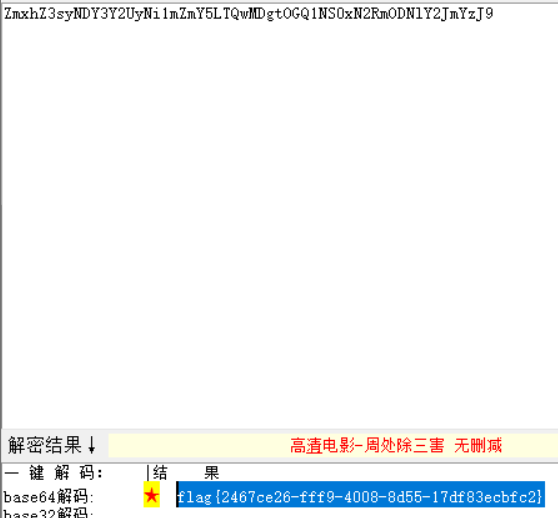 ZmxhZ3syNDY3Y2UyNi1mZmY5LTQwMDgtOGQ1NS0xN2RmODNlY2JmYzJ9
解密结果↓ 高清电影-周处除三害 无删减
一 键 解 码： |结 果
base64解码: ★ flag{2467ce26-fff9-4008-8d55-17df83ecbfc2}
base32解码: